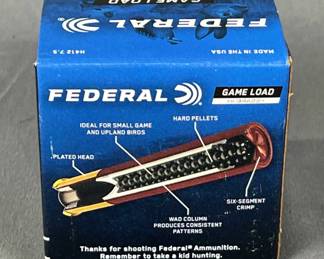 GAME LOAD
H412 7.5
FEDERAL
MADE IN THE USA
FEDERAL
GAME LOAD
HARD PELLETS
IDEAL FOR SMALL GAME
AND UPLAND BIRDS
PLATED HEAD
SIX-SEGMENT
CRIMP
WAD COLUMN
PRODUCES CONSISTENT
PATTERNS
Thanks for shooting Federal® Ammunition.
Remember to take a kid hunting.